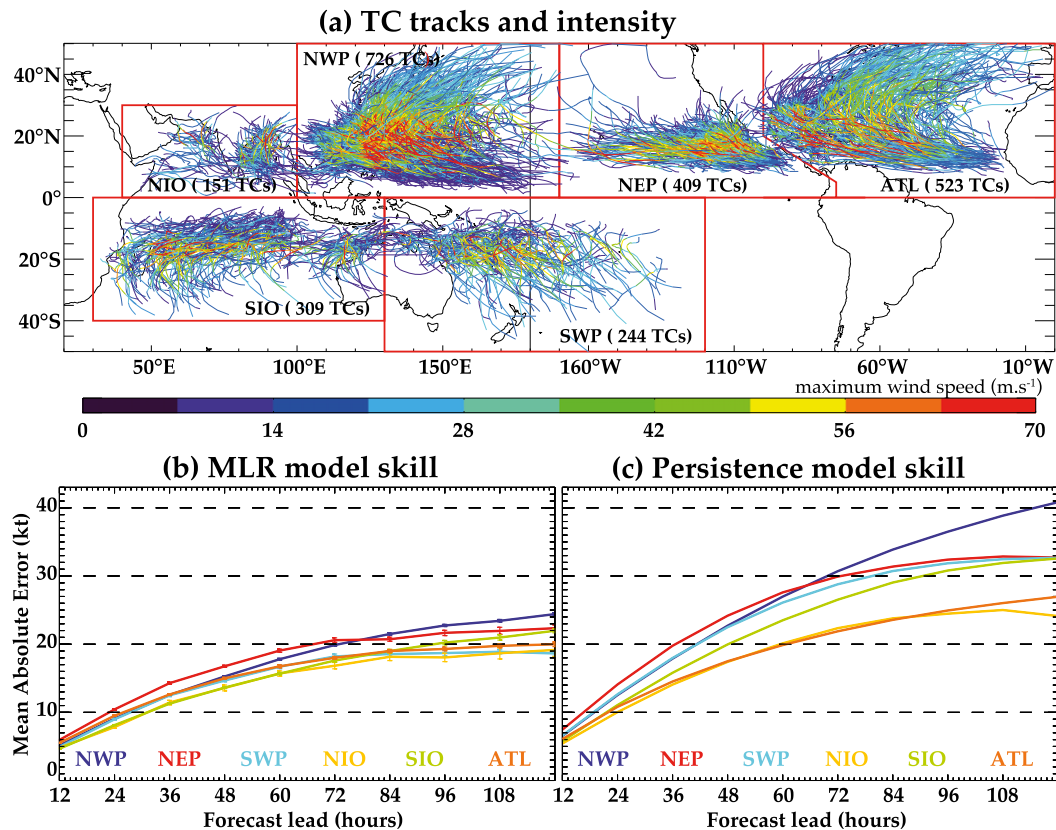 (a) TC tracks and intensity
40°N
20°N
0°
20°S
40°S
NWP ( 726 TCs)
NIO ( 151 TCs)
NEP ( 409 TCs)
ATL ( 523 TCs)
SIO ( 309 TCs)
SWP ( 244 TCs)
50°E 100°E 150°E 160°W 110°W 60°W 10°W
maximum wind speed (m.s⁻¹)
0 14 28 42 56 70
(b) MLR model skill
(c) Persistence model skill
Mean Absolute Error (kt)
40
30
20
10
0
NWP NEP SWP NIO SIO ATL
12 24 36 48 60 72 84 96 108
Forecast lead (hours)
NWP NEP SWP NIO SIO ATL
12 24 36 48 60 72 84 96 108
Forecast lead (hours)